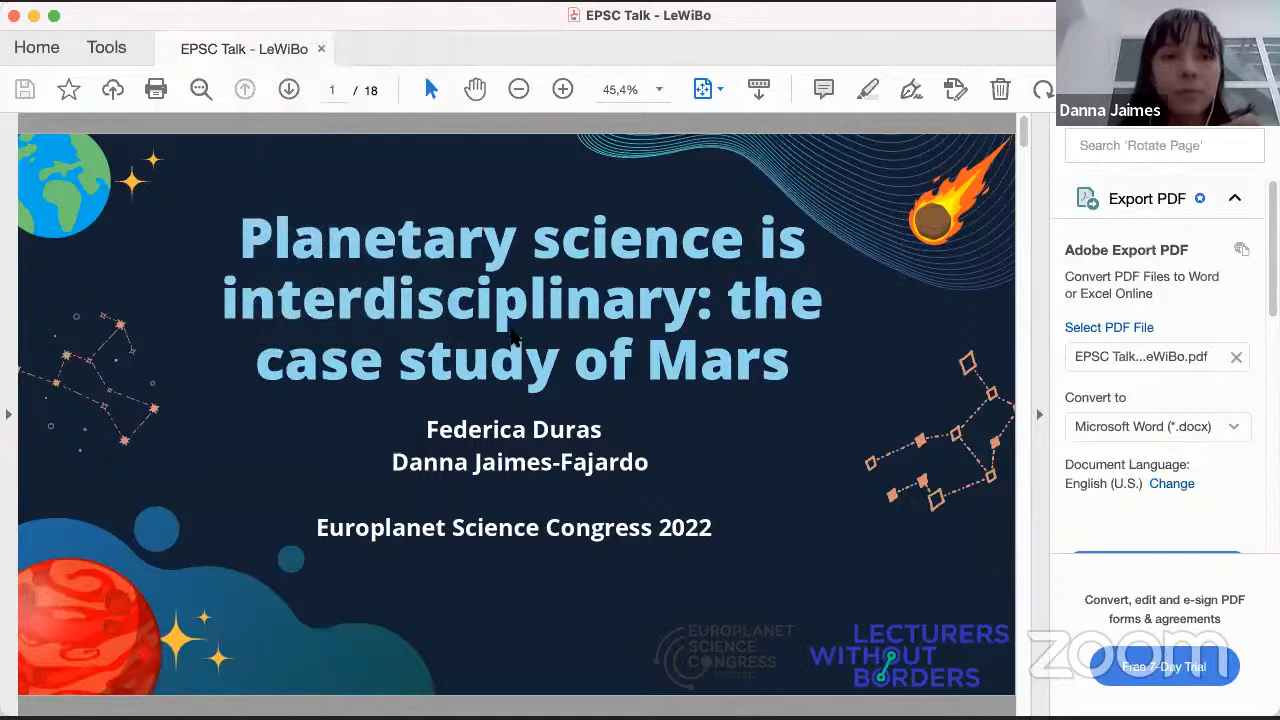 EPSC Talk - LeWiBo
Home
Tools
EPSC Talk - LeWiBo
1 / 18
45,4%
Danna Jaimes
Search 'Rotate Page'
Export PDF
Adobe Export PDF
Convert PDF Files to Word
or Excel Online
Select PDF File
EPSC Talk...eWiBo.pdf
Convert to
Microsoft Word (*.docx)
Document Language:
English (U.S.) Change
Convert, edit and e-sign PDF
forms & agreements
Free 7-Day Trial
zoom
Planetary science is
interdisciplinary: the
case study of Mars
Federica Duras
Danna Jaimes-Fajardo
Europlanet Science Congress 2022
EUROPLANET
SCIENCE
CONGRESS
LECTURERS
WITHOUT
BORDERS